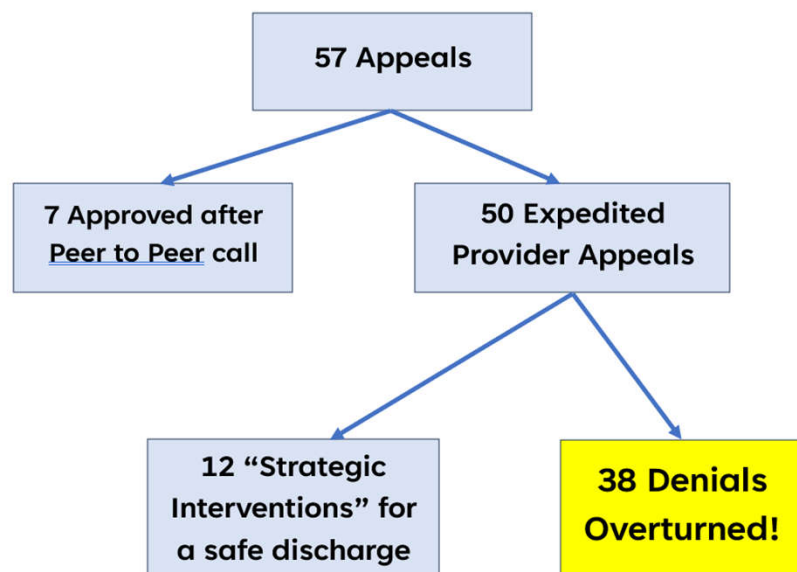 57 Appeals
7 Approved after
Peer to Peer call
50 Expedited
Provider Appeals
12 “Strategic
Interventions” for
a safe discharge
38 Denials
Overturned!